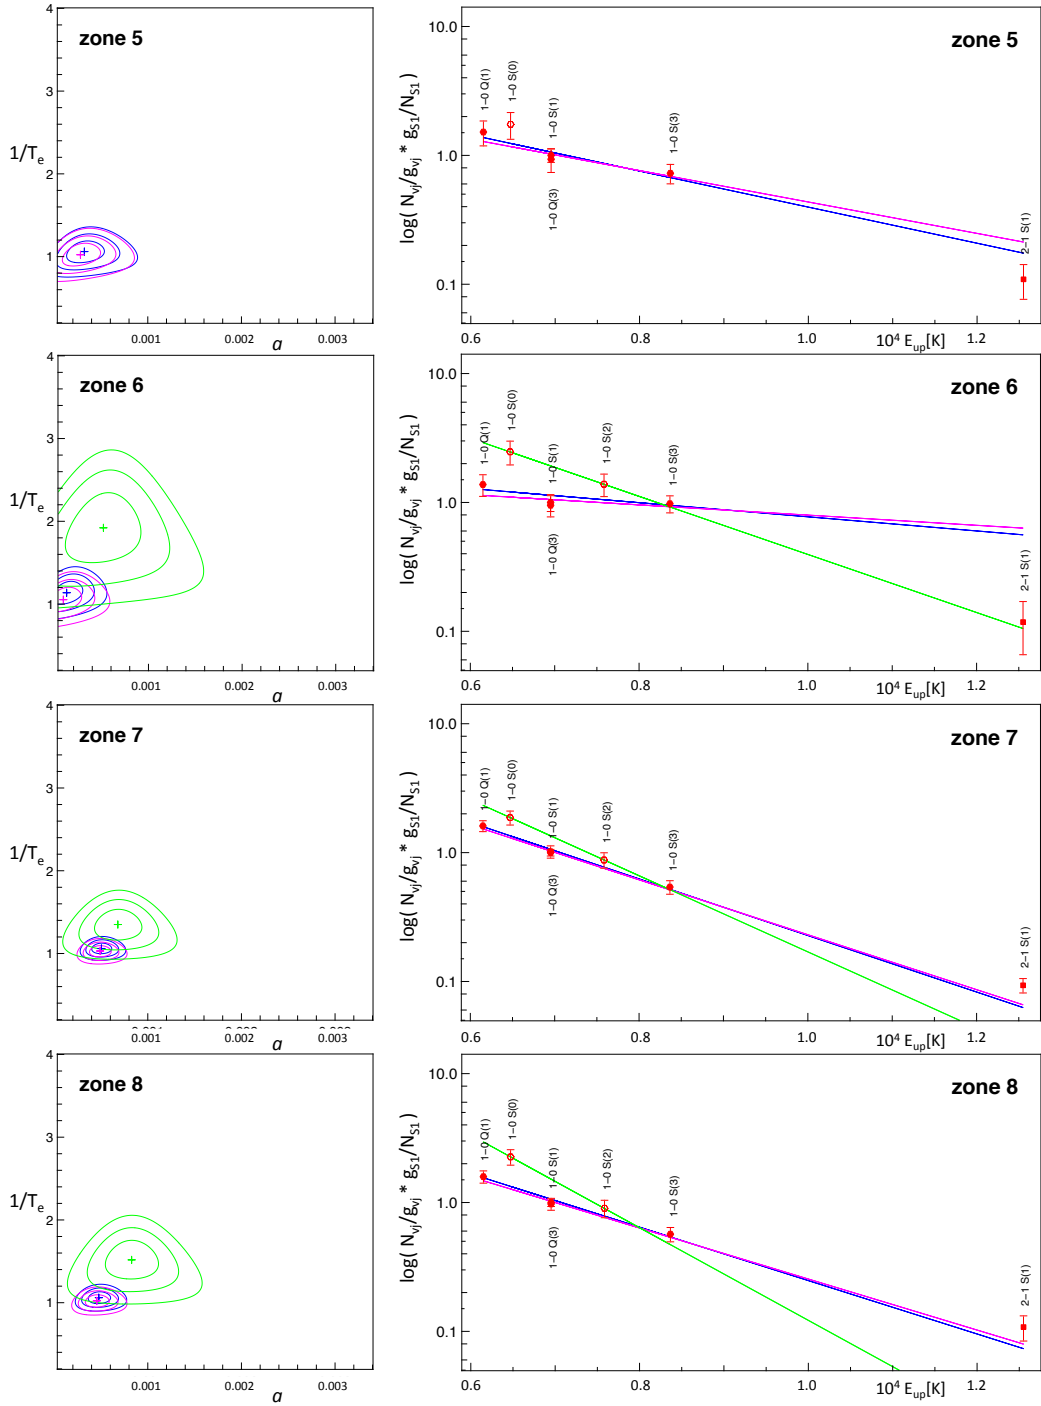 4
3
2
1
1/Te
zone 5
0.001
0.002
0.003
a
10.0
1.0
0.1
log( Nvj/gvj * gS1/NS1)
zone 5
1−0 Q(1)
1−0 S(0)
1−0 S(1)
1−0 Q(3)
1−0 S(3)
2−1 S(1)
0.6
0.8
1.0
1.2
10⁴ Eup[K]
4
3
2
1
1/Te
zone 6
0.001
0.002
0.003
a
10.0
1.0
0.1
log( Nvj/gvj * gS1/NS1)
zone 6
1−0 Q(1)
1−0 S(0)
1−0 S(1)
1−0 Q(3)
1−0 S(2)
1−0 S(3)
2−1 S(1)
0.6
0.8
1.0
1.2
10⁴ Eup[K]
4
3
2
1
1/Te
zone 7
0.001
0.002
0.003
a
10.0
1.0
0.1
log( Nvj/gvj * gS1/NS1)
zone 7
1−0 Q(1)
1−0 S(0)
1−0 S(1)
1−0 Q(3)
1−0 S(2)
1−0 S(3)
2−1 S(1)
0.6
0.8
1.0
1.2
10⁴ Eup[K]
4
3
2
1
1/Te
zone 8
0.001
0.002
0.003
a
10.0
1.0
0.1
log( Nvj/gvj * gS1/NS1)
zone 8
1−0 Q(1)
1−0 S(0)
1−0 S(1)
1−0 Q(3)
1−0 S(2)
1−0 S(3)
2−1 S(1)
0.6
0.8
1.0
1.2
10⁴ Eup[K]